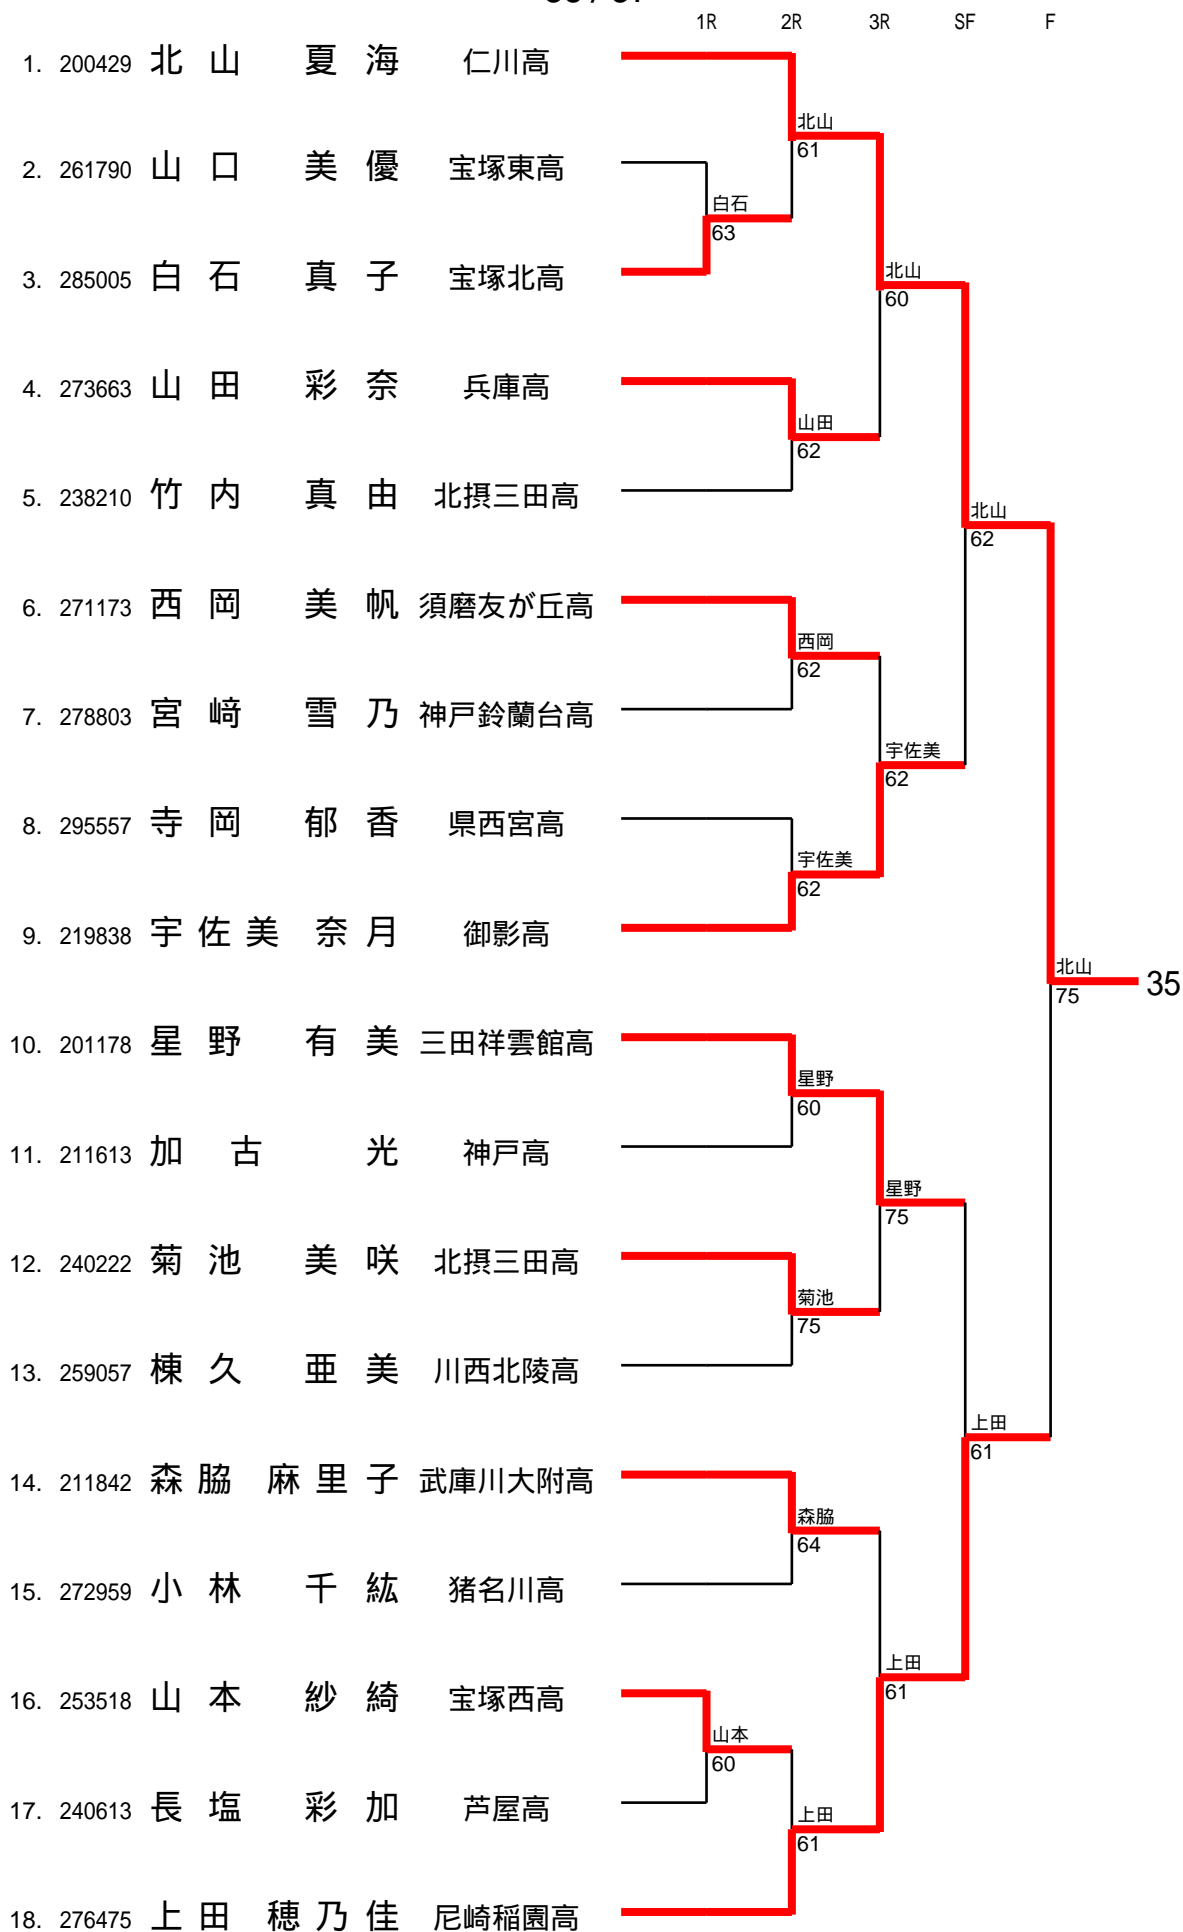 1R 2R 3R SF F
1. 200429 北 山 夏 海 仁川高
北山
61
2. 261790 山 口 美 優 宝塚東高
白石
63
3. 285005 白 石 真 子 宝塚北高
北山
60
4. 273663 山 田 彩 奈 兵庫高
山田
62
5. 238210 竹 内 真 由 北摂三田高
北山
62
6. 271173 西 岡 美 帆 須磨友が丘高
西岡
62
7. 278803 宮 﨑 雪 乃 神戸鈴蘭台高
宇佐美
62
8. 295557 寺 岡 郁 香 県西宮高
宇佐美
62
9. 219838 宇 佐 美 奈 月 御影高
北山
75
35
10. 201178 星 野 有 美 三田祥雲館高
星野
60
11. 211613 加 古 光 神戸高
星野
75
12. 240222 菊 池 美 咲 北摂三田高
菊池
75
13. 259057 棟 久 亜 美 川西北陵高
上田
61
14. 211842 森 脇 麻 里 子 武庫川大附高
森脇
64
15. 272959 小 林 千 紘 猪名川高
上田
61
16. 253518 山 本 紗 綺 宝塚西高
山本
60
17. 240613 長 塩 彩 加 芦屋高
上田
61
18. 276475 上 田 穂 乃 佳 尼崎稲園高